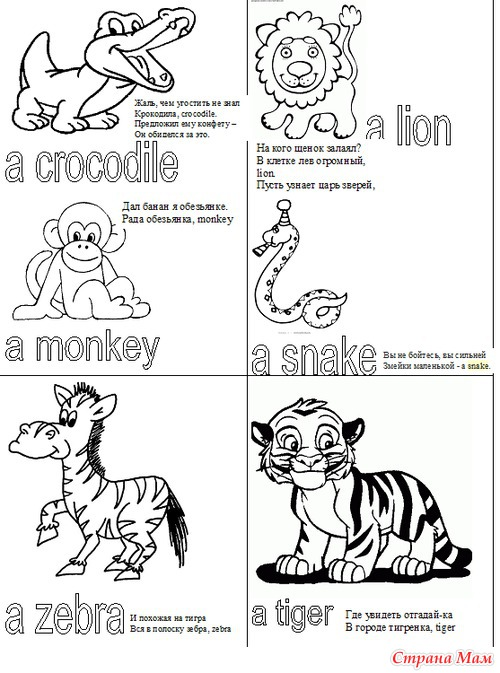 Жаль, чем угостить не знал
Крокодила, crocodile.
Предложил ему конфету –
Он обиделся за это.
a crocodile
a lion
На кого щенок залаял?
В клетке лев огромный,
lion.
Пусть узнает царь зверей,
Дал банан я обезьянке.
Рада обезьянка, monkey
a monkey
a snake
Вы не бойтесь, вы сильней
Змейки маленькой - a snake.
a zebra
И похожая на тигра
Вся в полоску зебра, zebra
a tiger
Где увидеть отгадай-ка
В городе тигренка, tiger
Страна Мам